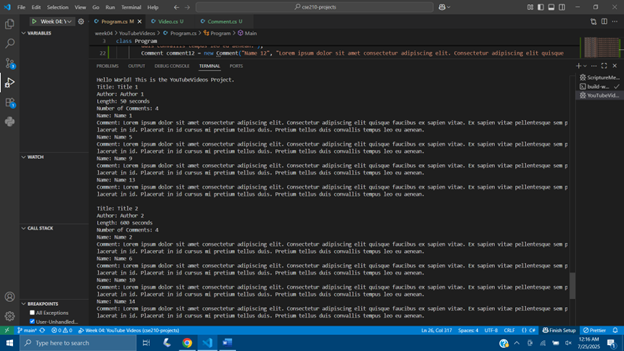 File Edit Selection View Go Run Terminal Help
cse210-projects
Week 04: Y
Program.cs M
Video.cs U
Comment.cs U
week04 > YouTubeVideos > Program.cs > Program > Main
VARIABLES
3 class Program
22 Comment comment12 = new Comment("Name 12", "Lorem ipsum dolor sit amet consectetur adipiscing elit. Consectetur adipiscing elit quisque
PROBLEMS OUTPUT DEBUG CONSOLE TERMINAL PORTS
ScriptureMe...
build-w...
YouTubeVid...
Hello World! This is the YouTubeVideos Project.
Title: Title 1
Author: Author 1
Length: 50 seconds
Number of Comments: 4
Name: Name 1
Comment: Lorem ipsum dolor sit amet consectetur adipiscing elit. Consectetur adipiscing elit quisque faucibus ex sapien vitae. Ex sapien vitae pellentesque sem p
lacerat in id. Placerat in id cursus mi pretium tellus duis. Pretium tellus duis convallis tempus leo eu aenean.
Name: Name 5
Comment: Lorem ipsum dolor sit amet consectetur adipiscing elit. Consectetur adipiscing elit quisque faucibus ex sapien vitae. Ex sapien vitae pellentesque sem p
lacerat in id. Placerat in id cursus mi pretium tellus duis. Pretium tellus duis convallis tempus leo eu aenean.
Name: Name 9
Comment: Lorem ipsum dolor sit amet consectetur adipiscing elit. Consectetur adipiscing elit quisque faucibus ex sapien vitae. Ex sapien vitae pellentesque sem p
lacerat in id. Placerat in id cursus mi pretium tellus duis. Pretium tellus duis convallis tempus leo eu aenean.
Name: Name 13
Comment: Lorem ipsum dolor sit amet consectetur adipiscing elit. Consectetur adipiscing elit quisque faucibus ex sapien vitae. Ex sapien vitae pellentesque sem p
lacerat in id. Placerat in id cursus mi pretium tellus duis. Pretium tellus duis convallis tempus leo eu aenean.
WATCH
Title: Title 2
Author: Author 2
Length: 600 seconds
Number of Comments: 4
CALL STACK
Name: Name 2
Comment: Lorem ipsum dolor sit amet consectetur adipiscing elit. Consectetur adipiscing elit quisque faucibus ex sapien vitae. Ex sapien vitae pellentesque sem p
lacerat in id. Placerat in id cursus mi pretium tellus duis. Pretium tellus duis convallis tempus leo eu aenean.
Name: Name 6
Comment: Lorem ipsum dolor sit amet consectetur adipiscing elit. Consectetur adipiscing elit quisque faucibus ex sapien vitae. Ex sapien vitae pellentesque sem p
lacerat in id. Placerat in id cursus mi pretium tellus duis. Pretium tellus duis convallis tempus leo eu aenean.
Name: Name 10
Comment: Lorem ipsum dolor sit amet consectetur adipiscing elit. Consectetur adipiscing elit quisque faucibus ex sapien vitae. Ex sapien vitae pellentesque sem p
lacerat in id. Placerat in id cursus mi pretium tellus duis. Pretium tellus duis convallis tempus leo eu aenean.
Name: Name 14
Comment: Lorem ipsum dolor sit amet consectetur adipiscing elit. Consectetur adipiscing elit quisque faucibus ex sapien vitae. Ex sapien vitae pellentesque sem p
lacerat in id. Placerat in id cursus mi pretium tellus duis. Pretium tellus duis convallis tempus leo eu aenean.
BREAKPOINTS
All Exceptions
User-Unhandled...
main* 0 0 Week 04: YouTube Videos (cse210-projects)
Ln 26, Col 317 Spaces: 4 UTF-8 CRLF {} C# Finish Setup Prettier
Type here to search
12:16 AM
7/25/2025